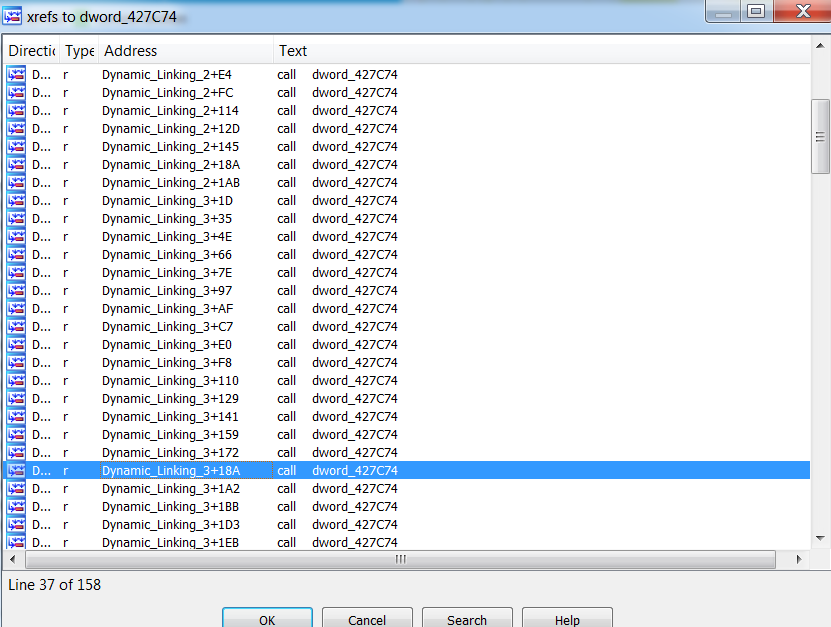 xrefs to dword_427C74
Directic Type Address Text
D... r Dynamic_Linking_2+E4 call dword_427C74
D... r Dynamic_Linking_2+FC call dword_427C74
D... r Dynamic_Linking_2+114 call dword_427C74
D... r Dynamic_Linking_2+12D call dword_427C74
D... r Dynamic_Linking_2+145 call dword_427C74
D... r Dynamic_Linking_2+18A call dword_427C74
D... r Dynamic_Linking_2+1AB call dword_427C74
D... r Dynamic_Linking_3+1D call dword_427C74
D... r Dynamic_Linking_3+35 call dword_427C74
D... r Dynamic_Linking_3+4E call dword_427C74
D... r Dynamic_Linking_3+66 call dword_427C74
D... r Dynamic_Linking_3+7E call dword_427C74
D... r Dynamic_Linking_3+97 call dword_427C74
D... r Dynamic_Linking_3+AF call dword_427C74
D... r Dynamic_Linking_3+C7 call dword_427C74
D... r Dynamic_Linking_3+E0 call dword_427C74
D... r Dynamic_Linking_3+F8 call dword_427C74
D... r Dynamic_Linking_3+110 call dword_427C74
D... r Dynamic_Linking_3+129 call dword_427C74
D... r Dynamic_Linking_3+141 call dword_427C74
D... r Dynamic_Linking_3+159 call dword_427C74
D... r Dynamic_Linking_3+172 call dword_427C74
D... r Dynamic_Linking_3+18A call dword_427C74
D... r Dynamic_Linking_3+1A2 call dword_427C74
D... r Dynamic_Linking_3+1BB call dword_427C74
D... r Dynamic_Linking_3+1D3 call dword_427C74
D... r Dynamic_Linking_3+1EB call dword_427C74
Line 37 of 158
OK Cancel Search Help